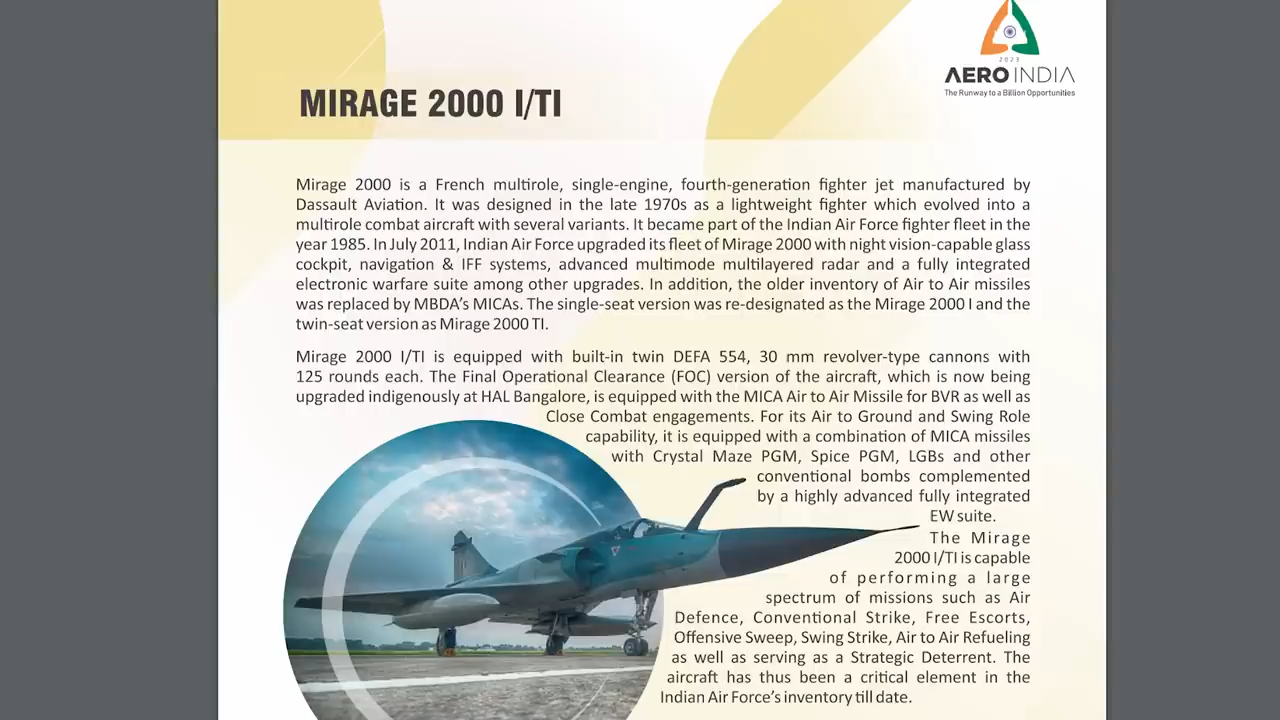 2023
AERO INDIA
The Runway to a Billion Opportunities
MIRAGE 2000 I/TI
Mirage 2000 is a French multirole, single-engine, fourth-generation fighter jet manufactured by
Dassault Aviation. It was designed in the late 1970s as a lightweight fighter which evolved into a
multirole combat aircraft with several variants. It became part of the Indian Air Force fighter fleet in the
year 1985. In July 2011, Indian Air Force upgraded its fleet of Mirage 2000 with night vision-capable glass
cockpit, navigation & IFF systems, advanced multimode multilayered radar and a fully integrated
electronic warfare suite among other upgrades. In addition, the older inventory of Air to Air missiles
was replaced by MBDA's MICAs. The single-seat version was re-designated as the Mirage 2000 I and the
twin-seat version as Mirage 2000 TI.
Mirage 2000 I/TI is equipped with built-in twin DEFA 554, 30 mm revolver-type cannons with
125 rounds each. The Final Operational Clearance (FOC) version of the aircraft, which is now being
upgraded indigenously at HAL Bangalore, is equipped with the MICA Air to Air Missile for BVR as well as
Close Combat engagements. For its Air to Ground and Swing Role
capability, it is equipped with a combination of MICA missiles
with Crystal Maze PGM, Spice PGM, LGBs and other
conventional bombs complemented
by a highly advanced fully integrated
EW suite.
The Mirage
2000 I/TI is capable
of performing a large
spectrum of missions such as Air
Defence, Conventional Strike, Free Escorts,
Offensive Sweep, Swing Strike, Air to Air Refueling
as well as serving as a Strategic Deterrent. The
aircraft has thus been a critical element in the
Indian Air Force's inventory till date.